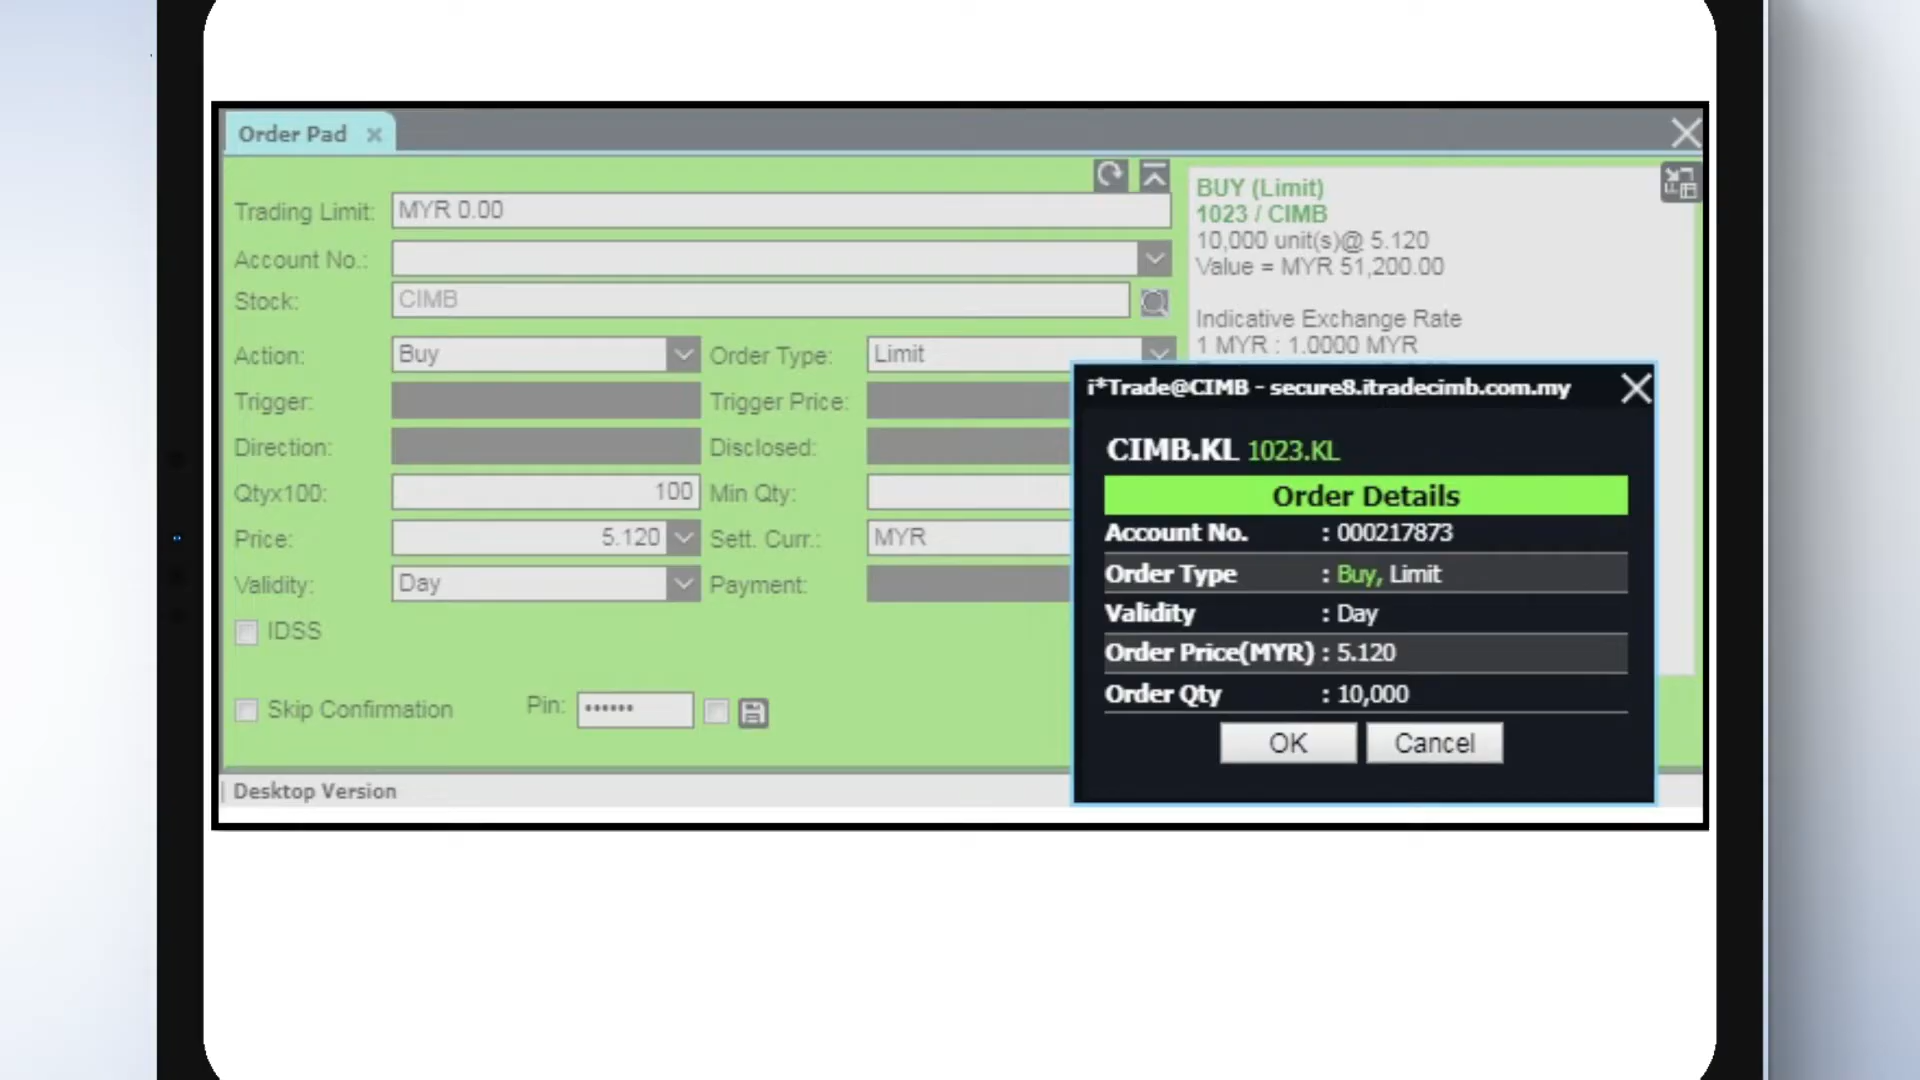 Order Pad
Trading Limit: MYR 0.00
Account No.:
Stock: CIMB
Action: Buy Order Type: Limit
Trigger: Trigger Price:
Direction: Disclosed:
Qtyx100: 100 Min Qty:
Price: 5.120 Sett. Curr.: MYR
Validity: Day Payment:
IDSS
Skip Confirmation Pin: ••••••
Desktop Version
BUY (Limit)
1023 / CIMB
10,000 unit(s)@ 5.120
Value = MYR 51,200.00
Indicative Exchange Rate
1 MYR : 1.0000 MYR
i*Trade@CIMB - secure8.itradecimb.com.my
CIMB.KL 1023.KL
Order Details
Account No. : 000217873
Order Type : Buy, Limit
Validity : Day
Order Price(MYR) : 5.120
Order Qty : 10,000
OK Cancel